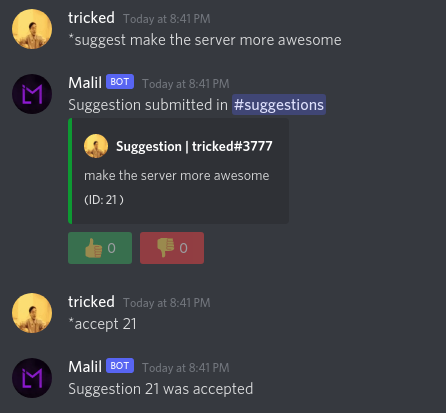 tricked Today at 8:41 PM
*suggest make the server more awesome
Malil BOT Today at 8:41 PM
Suggestion submitted in #suggestions
Suggestion | tricked#3777
make the server more awesome
(ID: 21 )
👍 0 👎 0
tricked Today at 8:41 PM
*accept 21
Malil BOT Today at 8:41 PM
Suggestion 21 was accepted